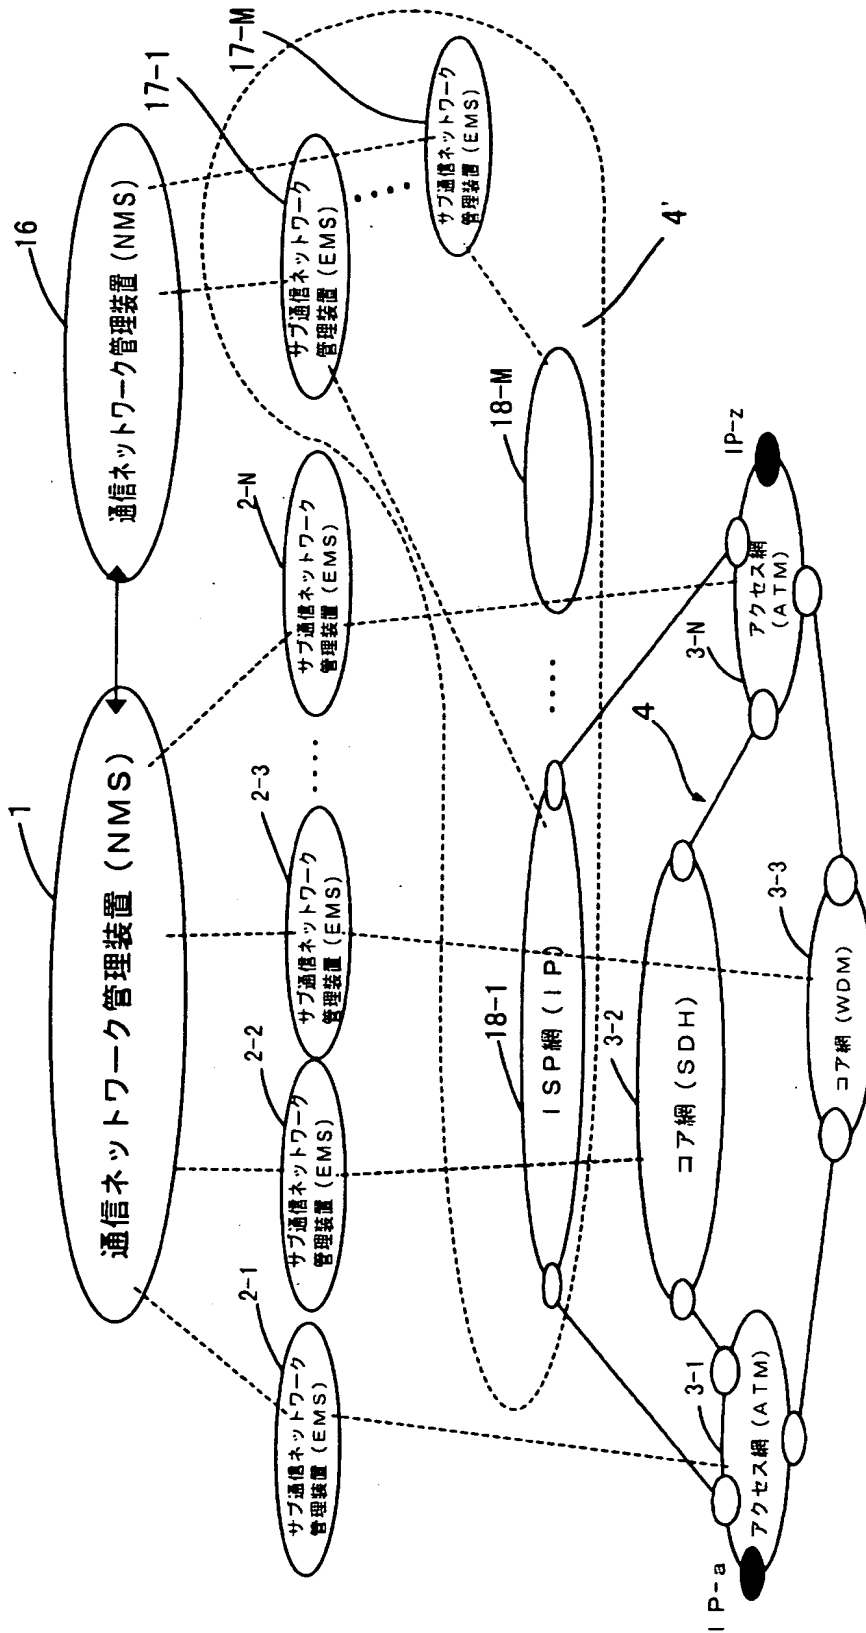 1
通信ネットワーク管理装置(NMS)
16
通信ネットワーク管理装置(NMS)
2-1
サブ通信ネットワーク
管理装置(EMS)
2-2
サブ通信ネットワーク
管理装置(EMS)
2-3
サブ通信ネットワーク
管理装置(EMS)
2-N
サブ通信ネットワーク
管理装置(EMS)
17-1
サブ通信ネットワーク
管理装置(EMS)
17-M
サブ通信ネットワーク
管理装置(EMS)
18-1
ISP網(IP)
18-M
4'
3-2
コア網(SDH)
4
3-1
アクセス網(ATM)
IP-a
3-3
コア網(WDM)
3-N
アクセス網
(ATM)
IP-z